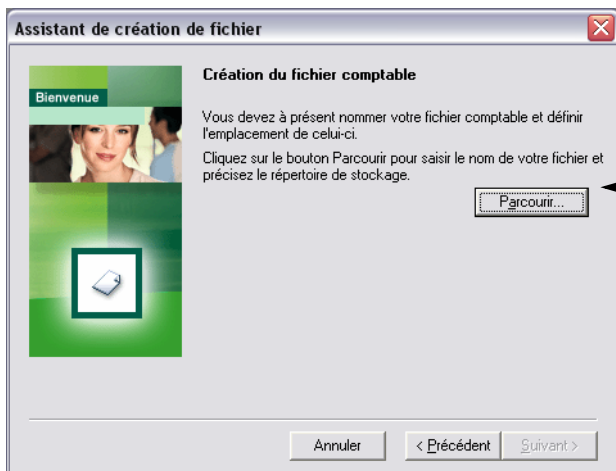 Assistant de création de fichier
Bienvenue
Création du fichier comptable
Vous devez à présent nommer votre fichier comptable et définir
l'emplacement de celui-ci.
Cliquez sur le bouton Parcourir pour saisir le nom de votre fichier et
précisez le répertoire de stockage.
Parcourir...
Annuler
< Précédent
Suivant >